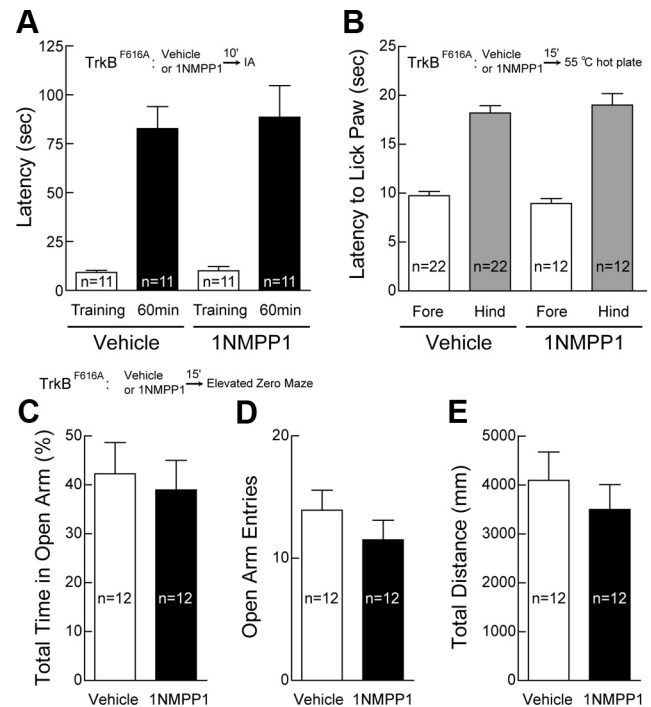 A
TrkB F616A : Vehicle or 1NMPP1 10' IA
Latency (sec)
125
100
75
50
25
0
n=11 n=11 n=11 n=11
Training 60min Training 60min
Vehicle 1NMPP1
B
TrkB F616A : Vehicle or 1NMPP1 15' 55 °C hot plate
Latency to Lick Paw (sec)
25
20
15
10
5
0
n=22 n=22 n=12 n=12
Fore Hind Fore Hind
Vehicle 1NMPP1
TrkB F616A : Vehicle or 1NMPP1 15' Elevated Zero Maze
C
Total Time in Open Arm (%)
50
40
30
20
10
0
n=12 n=12
Vehicle 1NMPP1
D
Open Arm Entries
20
10
0
n=12 n=12
Vehicle 1NMPP1
E
Total Distance (mm)
5000
4000
3000
2000
1000
0
n=12 n=12
Vehicle 1NMPP1